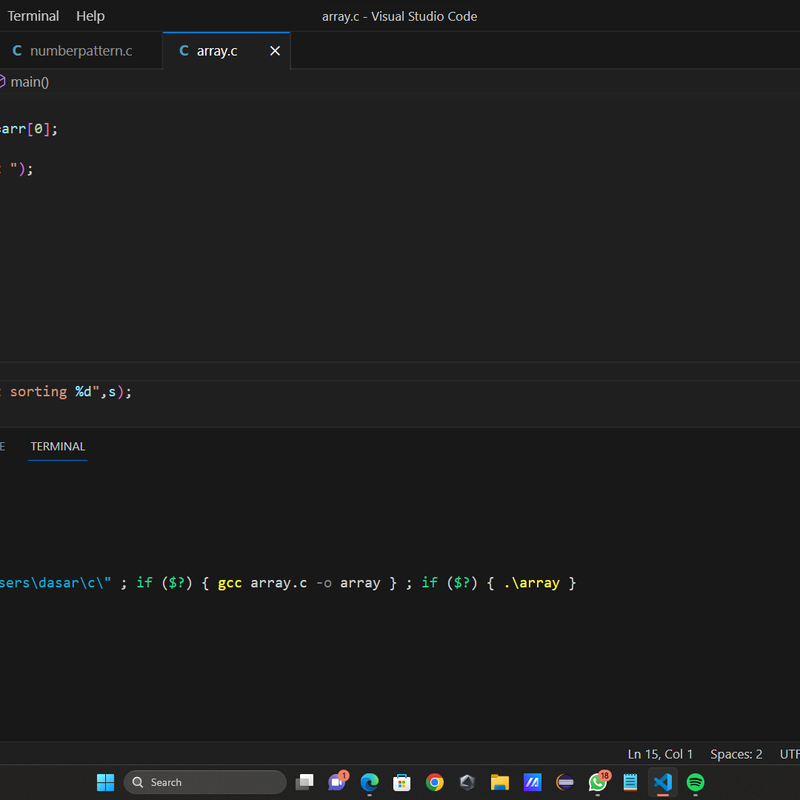 Terminal Help array.c - Visual Studio Code
C numberpattern.c C array.c
main()
arr[0];
");
sorting %d",s);
E TERMINAL
sers\dasar\c\" ; if ($?) { gcc array.c -o array } ; if ($?) { .\array }
Ln 15, Col 1 Spaces: 2 UTF
Search 1 18